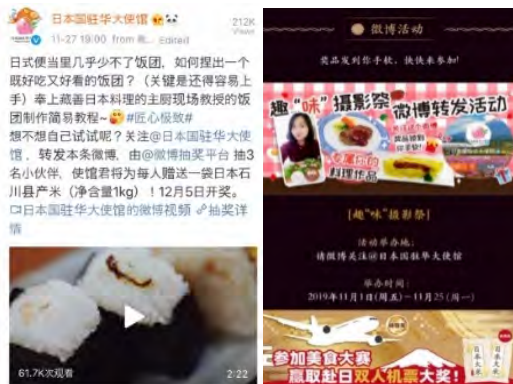 日本国驻华大使馆
212K
Views
11-27 19:00 from 微... Edited
日式便当里几乎少不了饭团，如何捏出一个
既好吃又好看的饭团？（关键是还得容易上
手）奉上藏善日本料理的主厨现场教授的饭
团制作简易教程~ #匠心极致#
想不想自己试试呢？关注@日本国驻华大使
馆 ，转发本条微博，由@微博抽奖平台 抽3
名小伙伴，使馆君将为每人赠送一袋日本石
川县产米（净含量1kg）！12月5日开奖。
日本国驻华大使馆的微博视频 抽奖详
情
61.7K次观看
2:22
微博活动
奖品发到你手软，快快来参加!
趣“味”摄影祭
微博转发活动
料理作品
[趣“味”摄影祭]
活动举办地：
请微博关注@日本国驻华大使馆
举办时间：
2019年11月1日(周五)－11月25 (周一)
参加美食大赛
赢取赴日双人机票大奖！
日本大米
日本大米